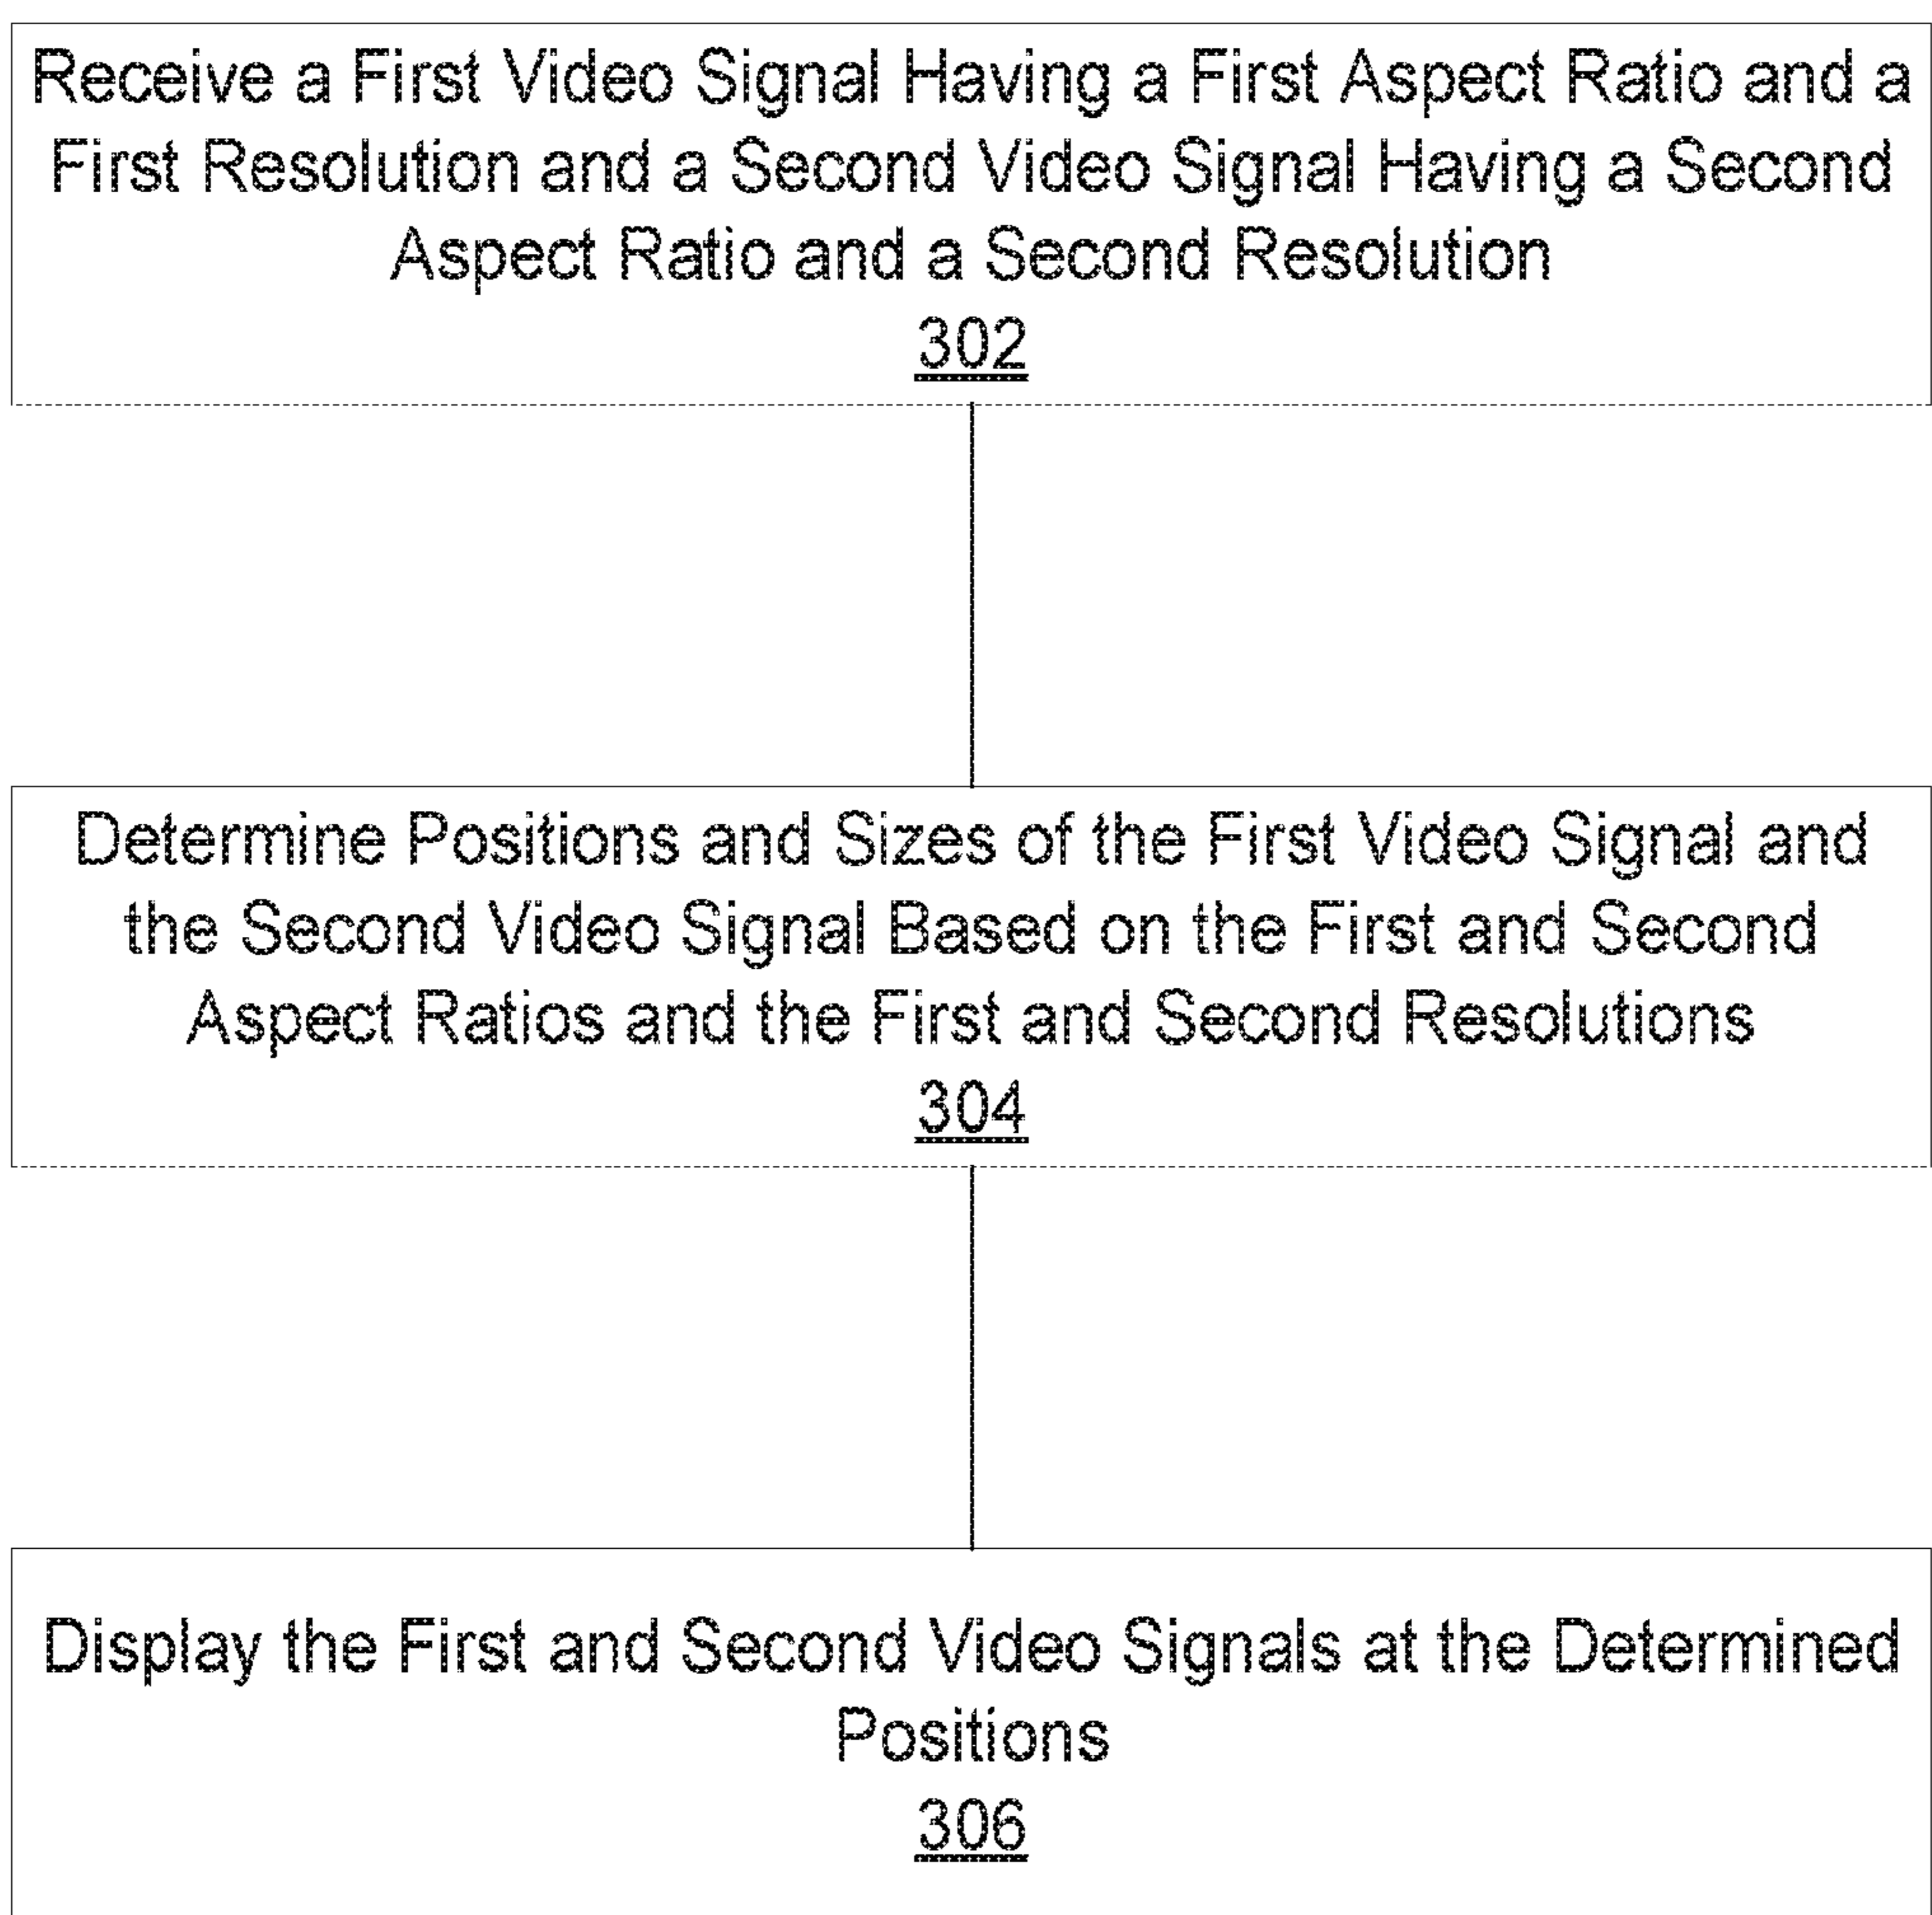 Receive a First Video Signal Having a First Aspect Ratio and a
First Resolution and a Second Video Signal Having a Second
Aspect Ratio and a Second Resolution
302
Determine Positions and Sizes of the First Video Signal and
the Second Video Signal Based on the First and Second
Aspect Ratios and the First and Second Resolutions
304
Display the First and Second Video Signals at the Determined
Positions
306